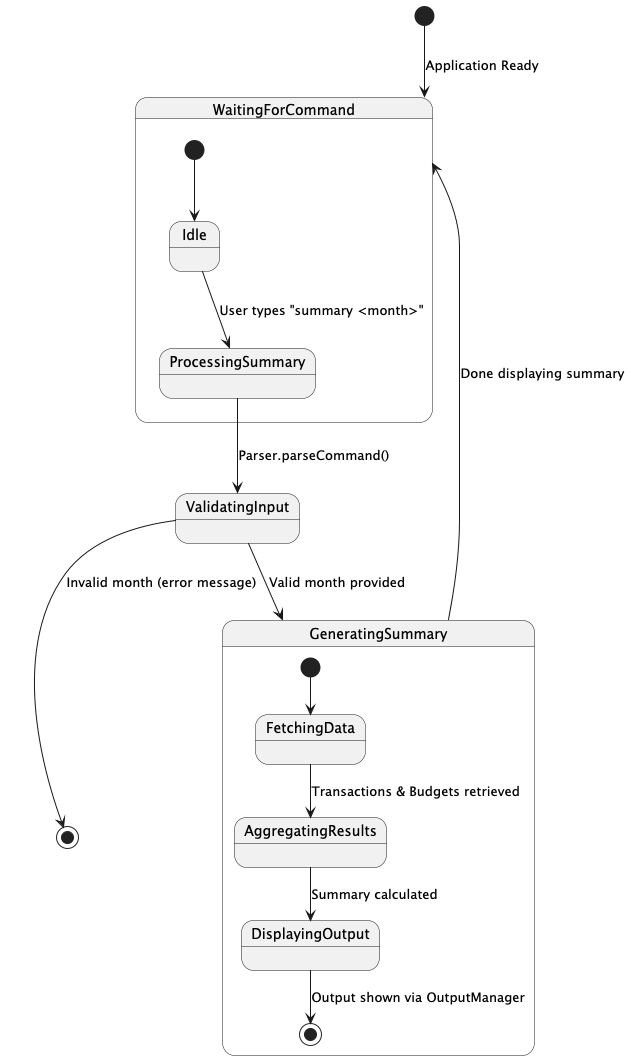 Application Ready
WaitingForCommand
Idle
User types "summary <month>"
ProcessingSummary
Done displaying summary
Parser.parseCommand()
ValidatingInput
Invalid month (error message)
Valid month provided
GeneratingSummary
FetchingData
Transactions & Budgets retrieved
AggregatingResults
Summary calculated
DisplayingOutput
Output shown via OutputManager